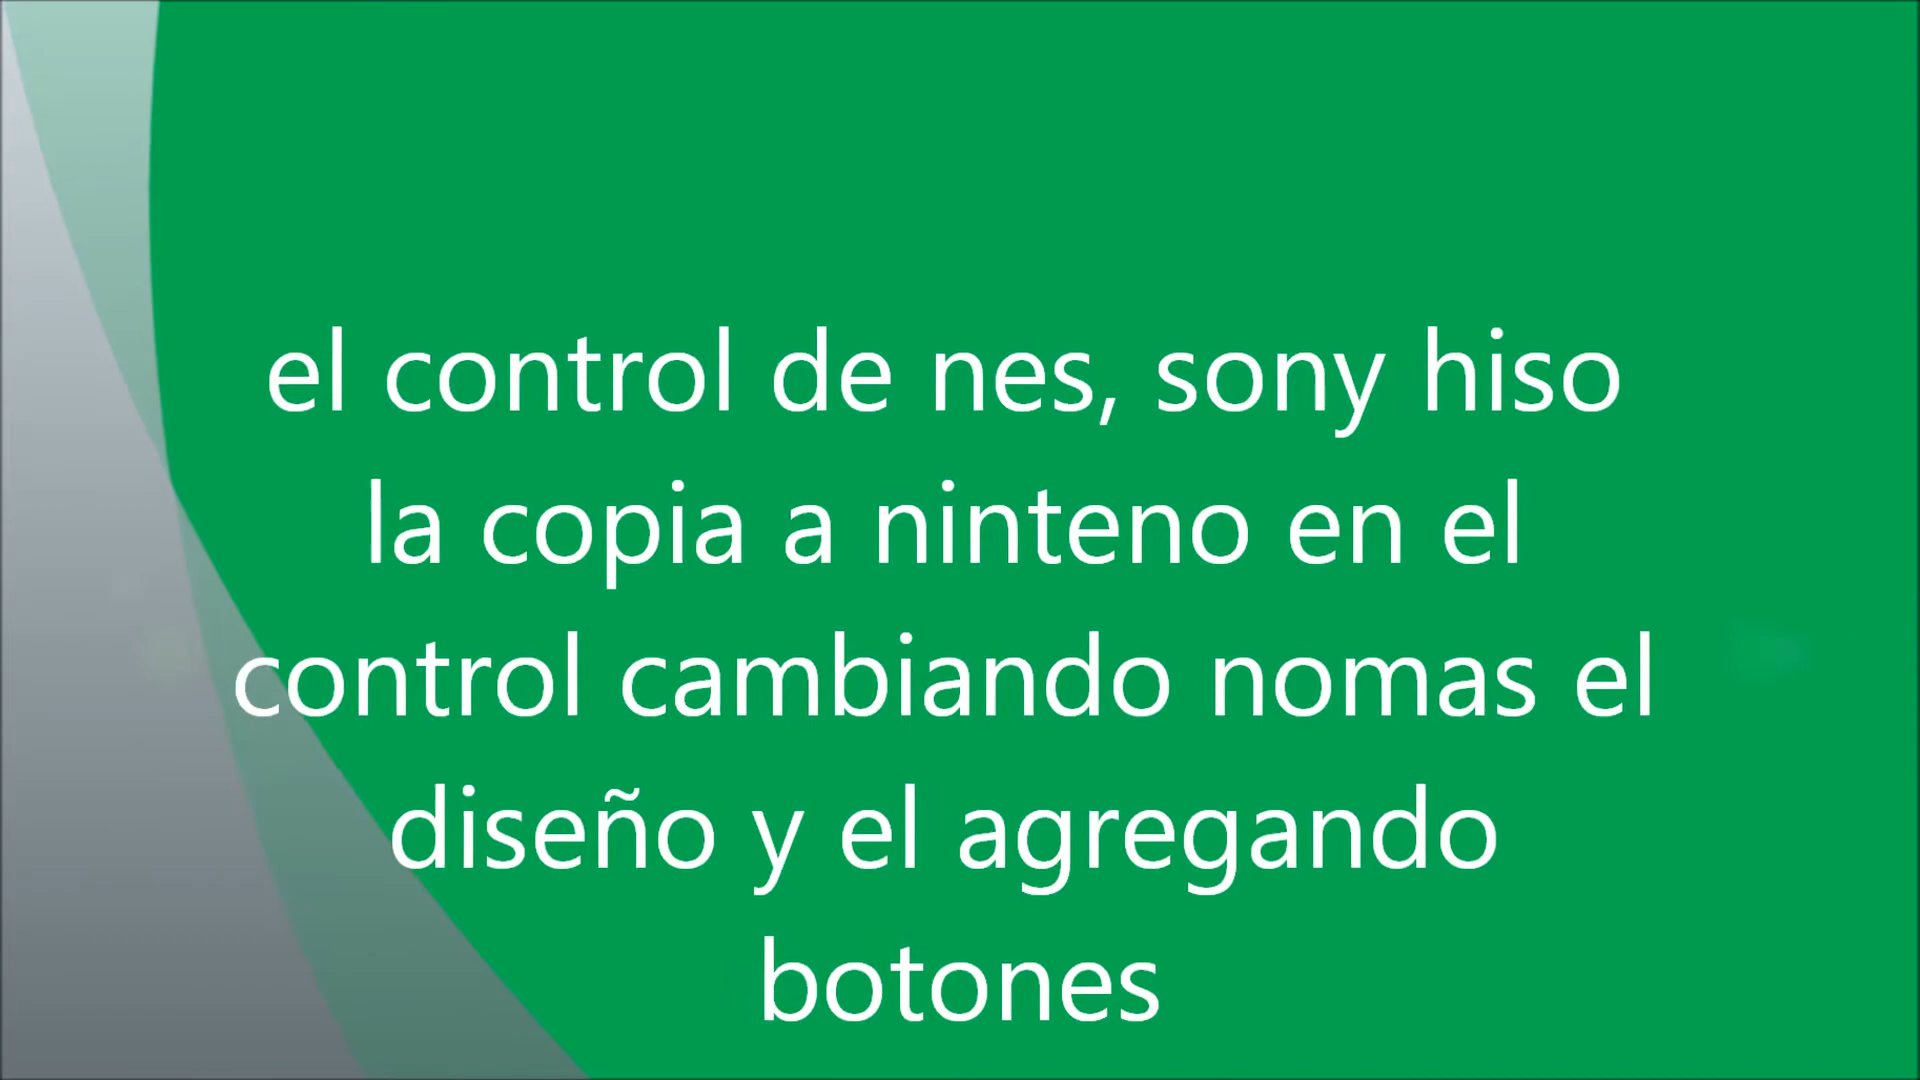 el control de nes, sony hiso
la copia a ninteno en el
control cambiando nomas el
diseño y el agregando
botones